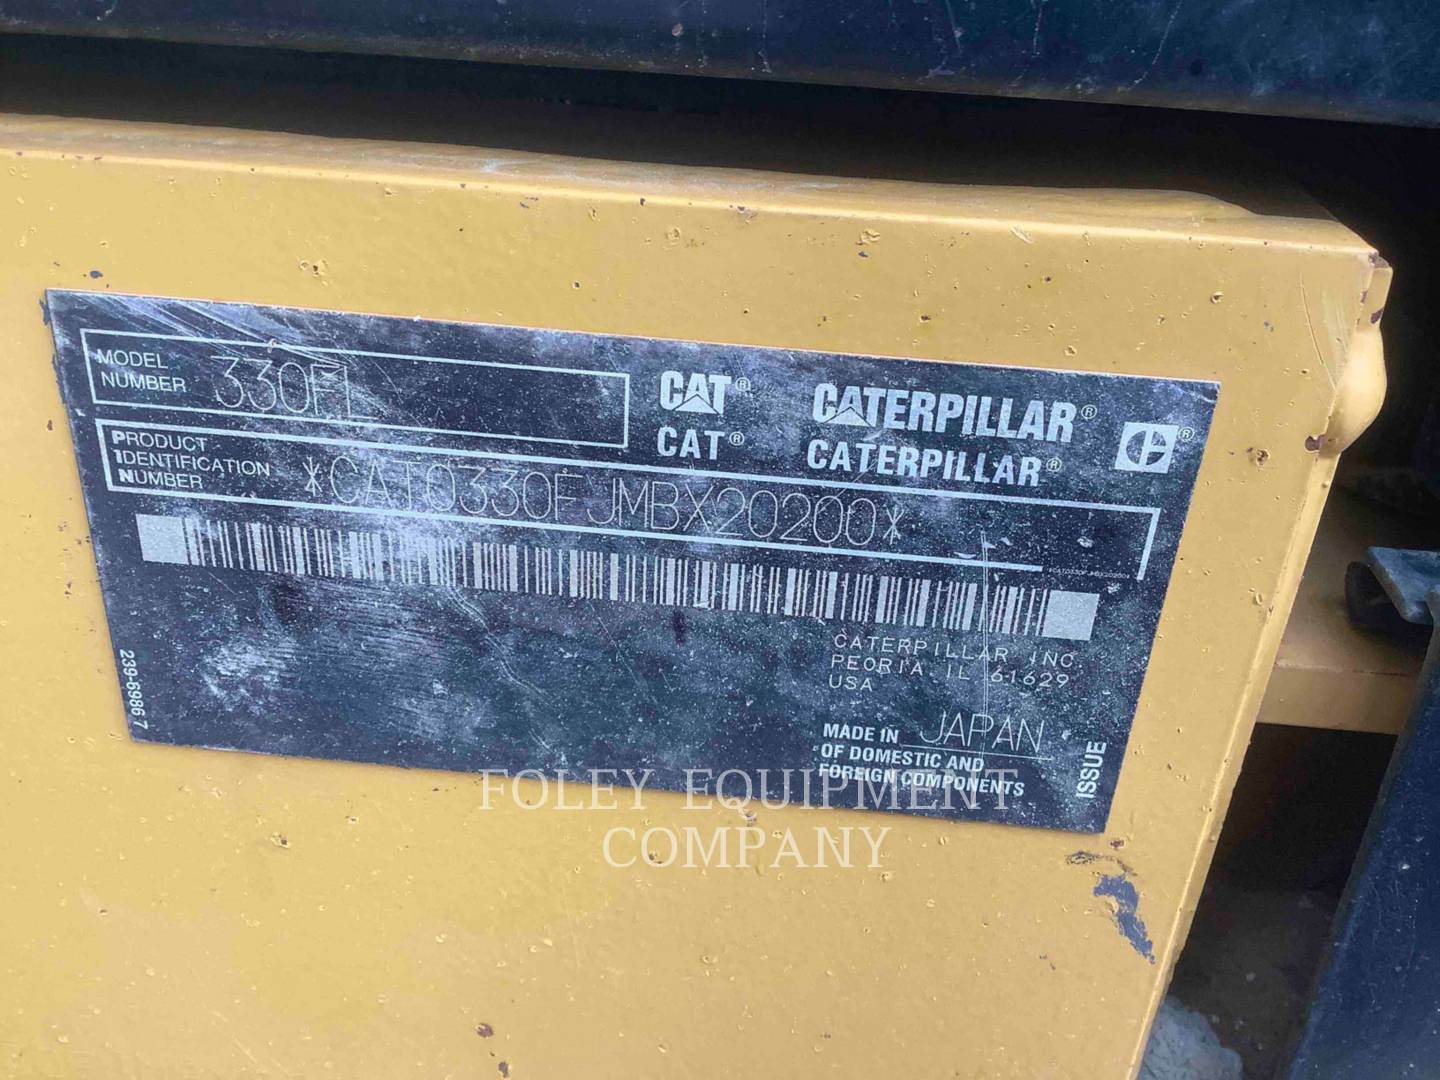 MODEL NUMBER 330FL
CAT® CATERPILLAR®
CAT® CATERPILLAR®
PRODUCT IDENTIFICATION NUMBER *CAT0330FJMBX20200*
*CAT0330FJMBX20200*
CATERPILLAR INC.
PEORIA IL 61629
USA
MADE IN JAPAN
OF DOMESTIC AND
FOREIGN COMPONENTS
ISSUE
239-6986 7
FOLEY EQUIPMENT
COMPANY